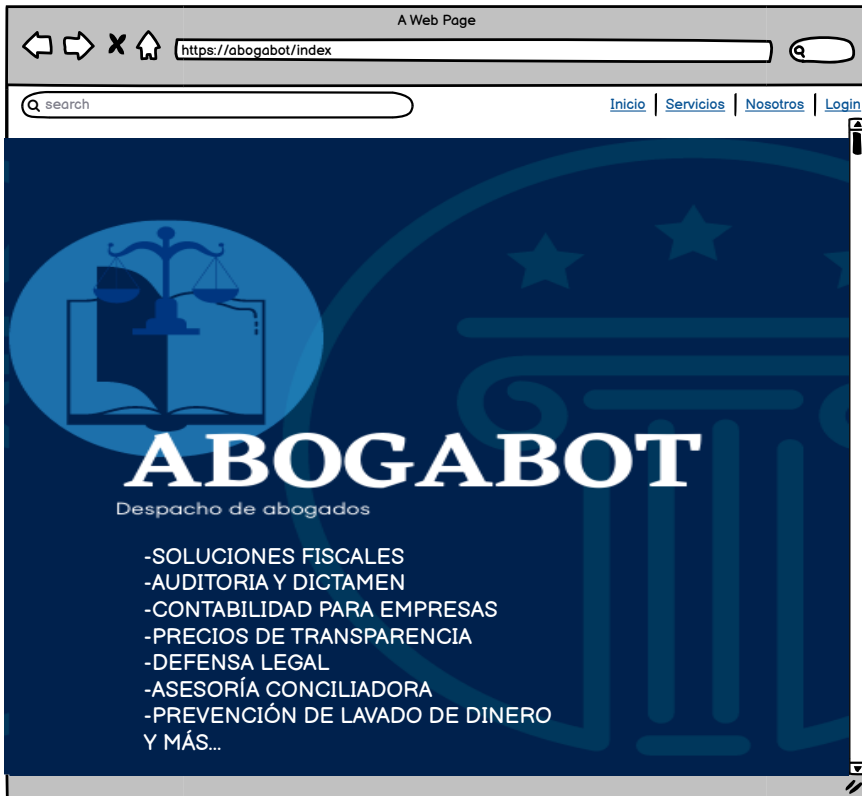 A Web Page
https://abogabot/index
search
Inicio Servicios Nosotros Login
ABOGABOT
Despacho de abogados
-SOLUCIONES FISCALES
-AUDITORIA Y DICTAMEN
-CONTABILIDAD PARA EMPRESAS
-PRECIOS DE TRANSPARENCIA
-DEFENSA LEGAL
-ASESORÍA CONCILIADORA
-PREVENCIÓN DE LAVADO DE DINERO
Y MÁS...